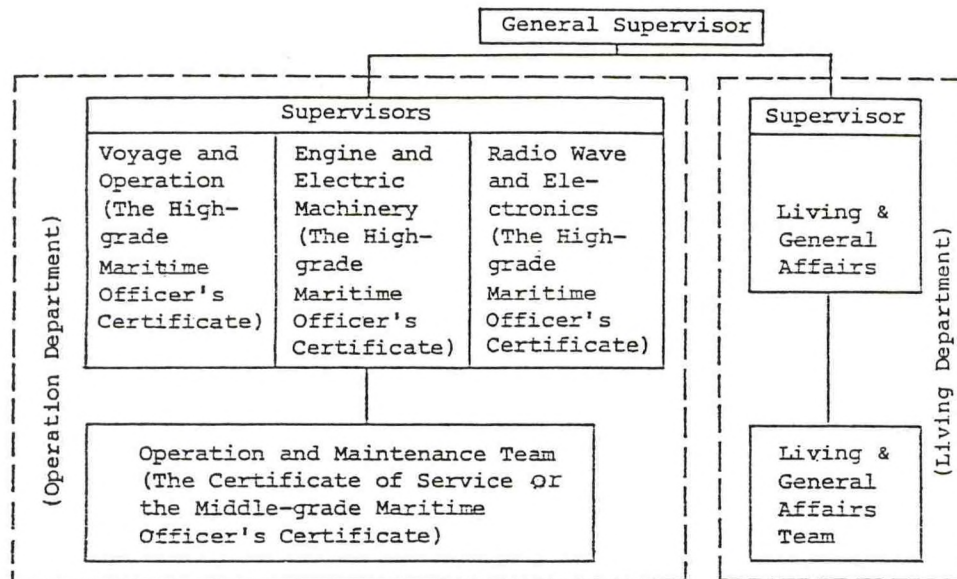 General Supervisor
Supervisors
Voyage and
Operation
(The High-
grade
Maritime
Officer's
Certificate)
Engine and
Electric
Machinery
(The High-
grade
Maritime
Officer's
Certificate)
Radio Wave
and Ele-
ctronics
(The High-
grade
Maritime
Officer's
Certificate)
Operation and Maintenance Team
(The Certificate of Service or
the Middle-grade Maritime
Officer's Certificate)
(Operation Department)
Supervisor
Living &
General
Affairs
Living &
General
Affairs
Team
(Living Department)